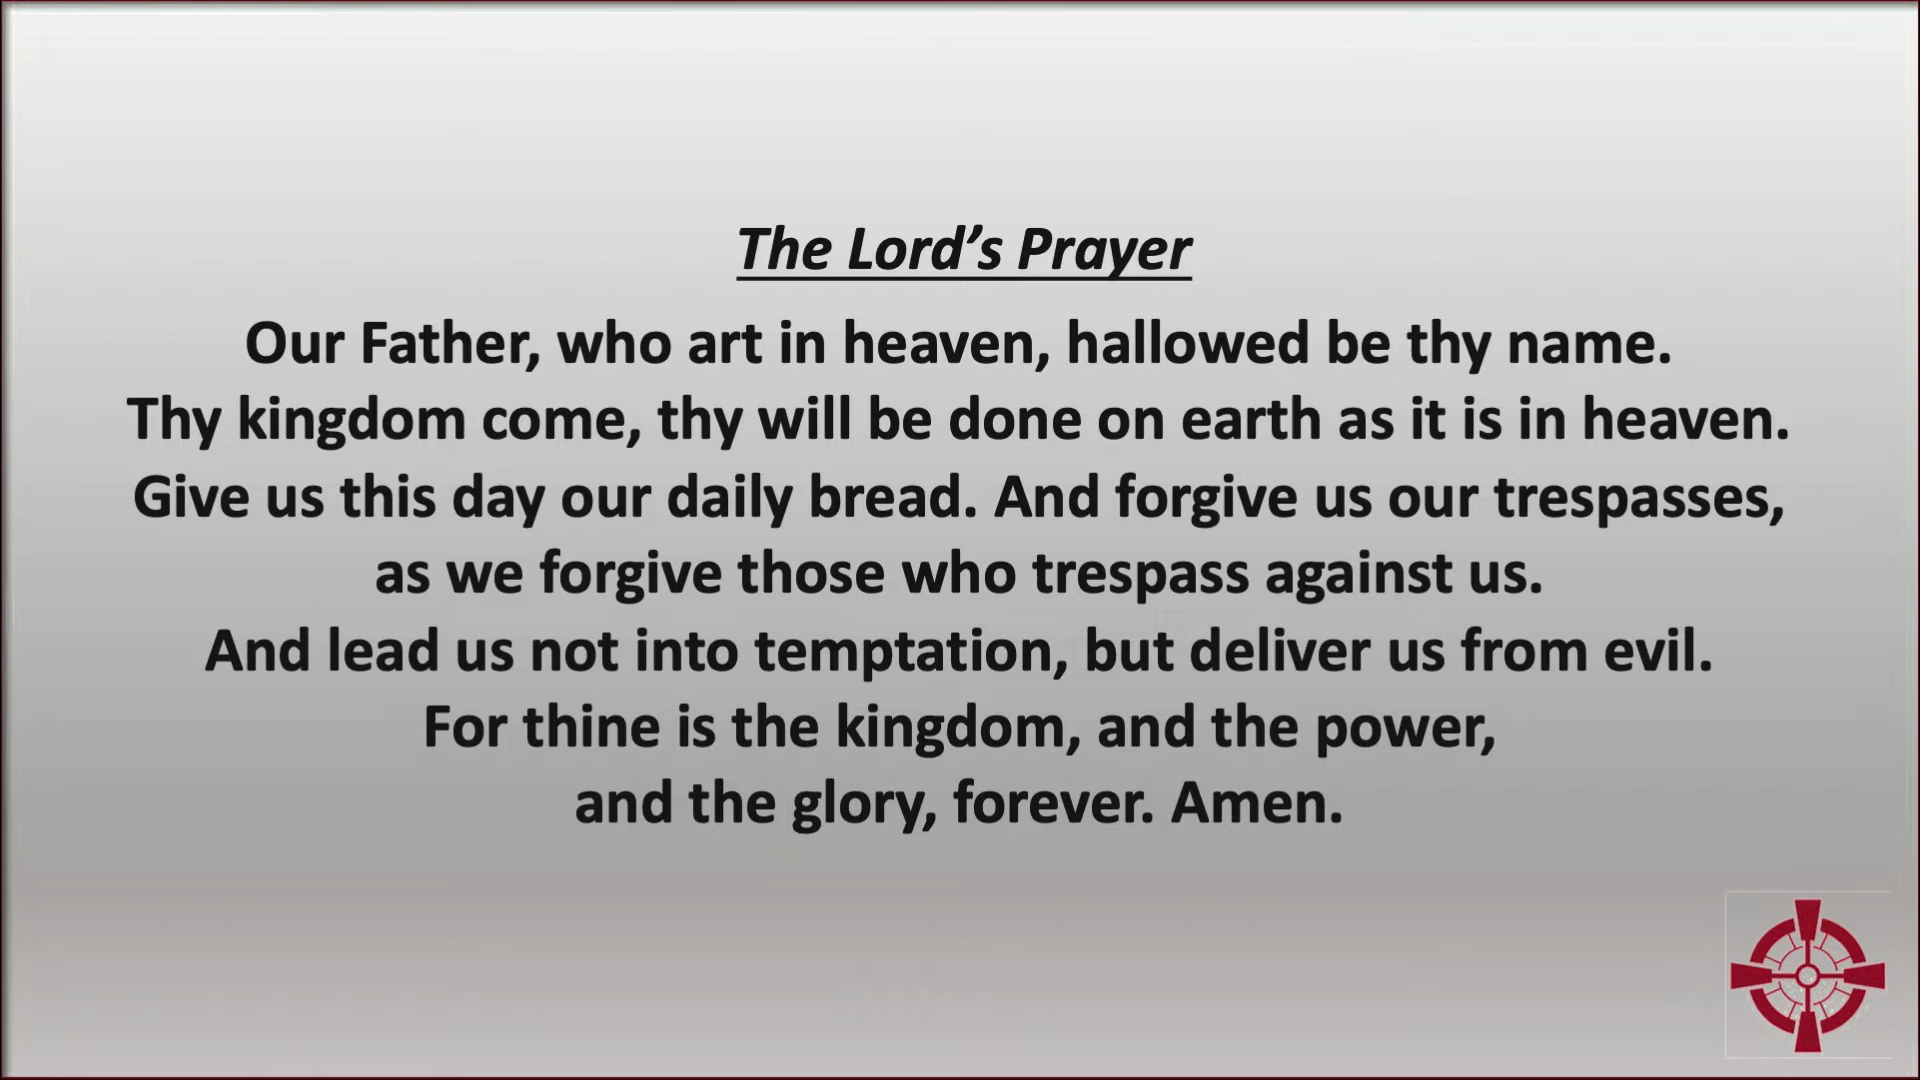 The Lord’s Prayer
Our Father, who art in heaven, hallowed be thy name.
Thy kingdom come, thy will be done on earth as it is in heaven.
Give us this day our daily bread. And forgive us our trespasses,
as we forgive those who trespass against us.
And lead us not into temptation, but deliver us from evil.
For thine is the kingdom, and the power,
and the glory, forever. Amen.